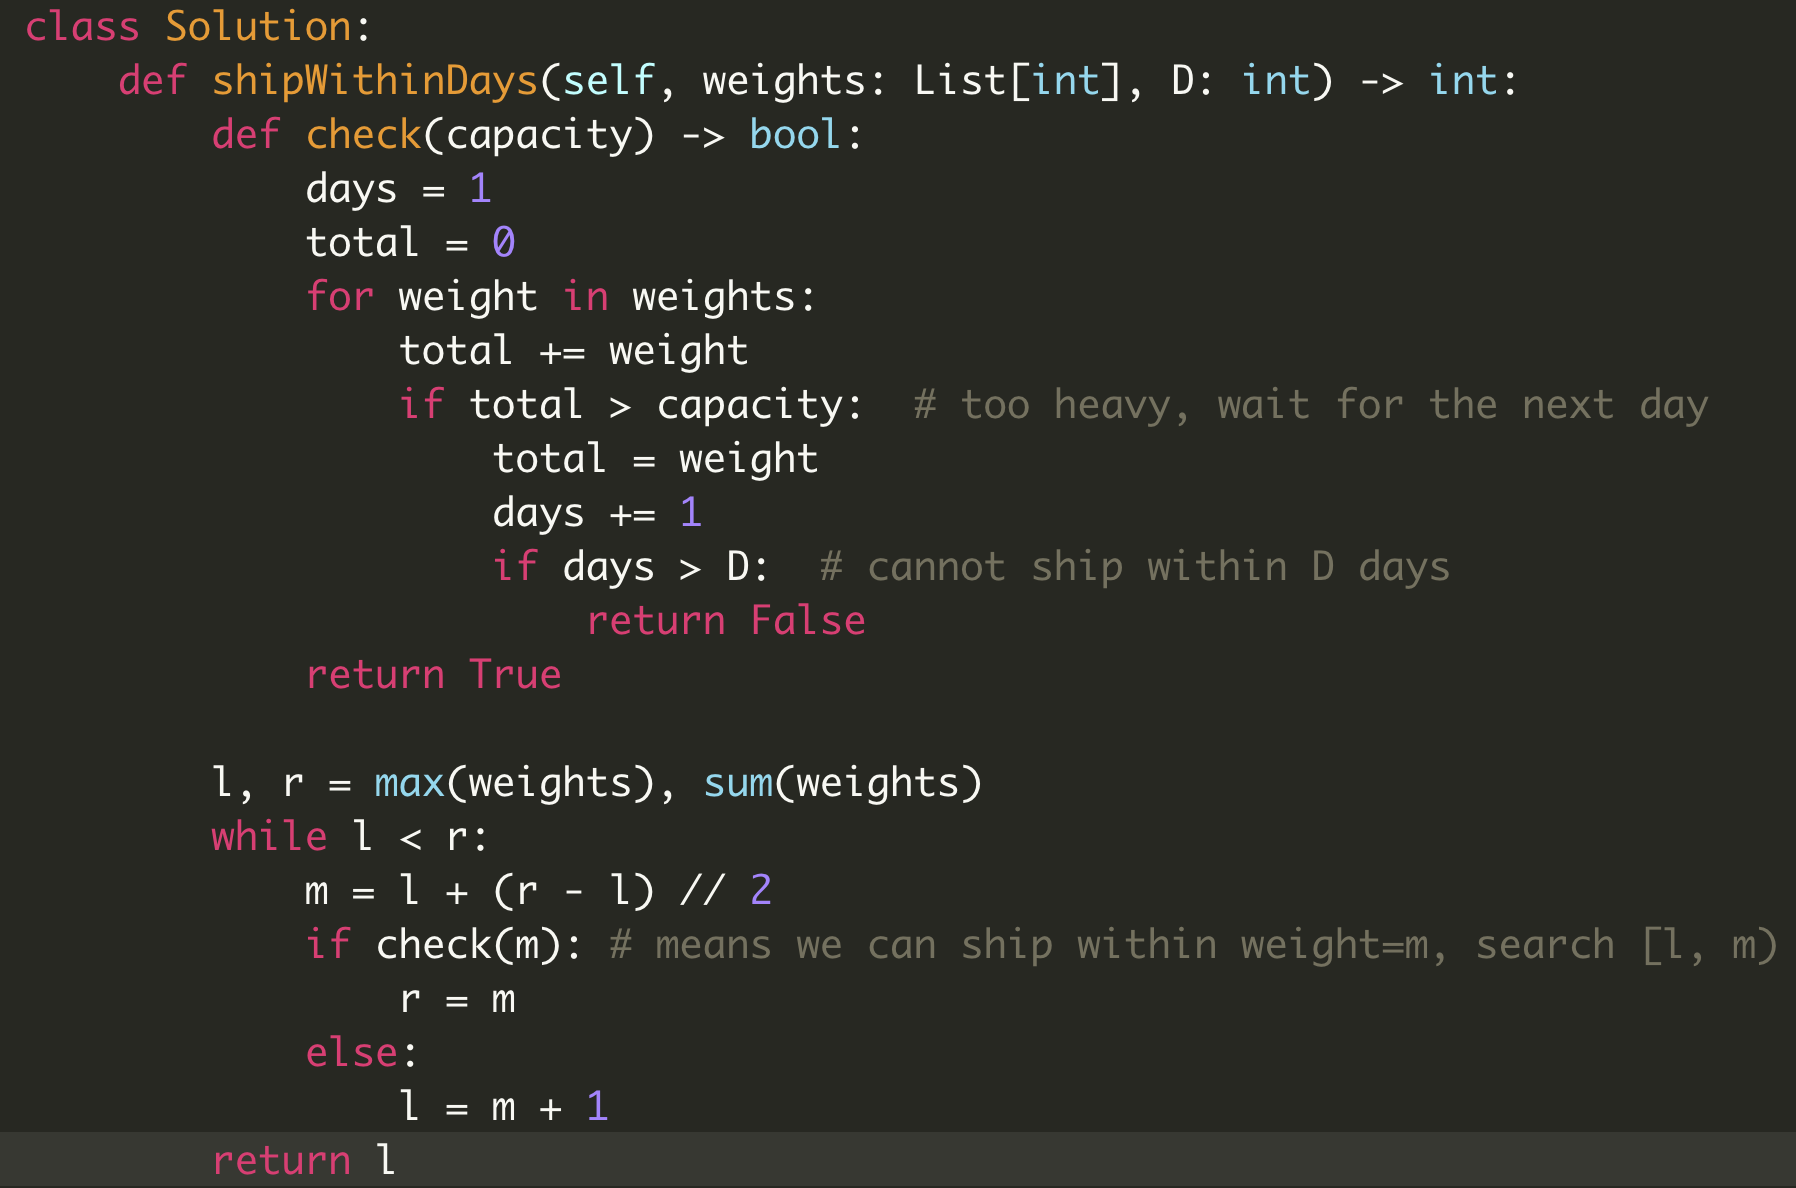 class Solution:
    def shipWithinDays(self, weights: List[int], D: int) -> int:
        def check(capacity) -> bool:
            days = 1
            total = 0
            for weight in weights:
                total += weight
                if total > capacity:  # too heavy, wait for the next day
                    total = weight
                    days += 1
                    if days > D:  # cannot ship within D days
                        return False
            return True

        l, r = max(weights), sum(weights)
        while l < r:
            m = l + (r - l) // 2
            if check(m): # means we can ship within weight=m, search [l, m)
                r = m
            else:
                l = m + 1
        return l